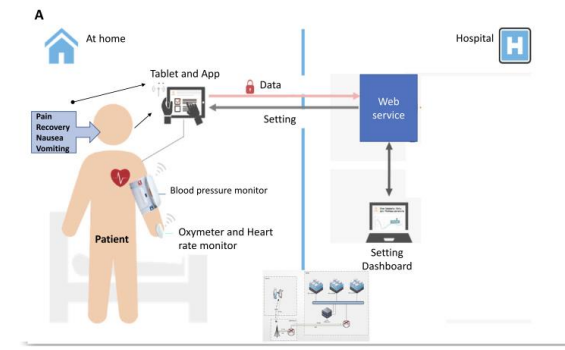 A
At home
Hospital
H
Tablet and App
Data
Setting
Web
service
Pain
Recovery
Nausea
Vomiting
Blood pressure monitor
Patient
Oxymeter and Heart
rate monitor
Setting
Dashboard